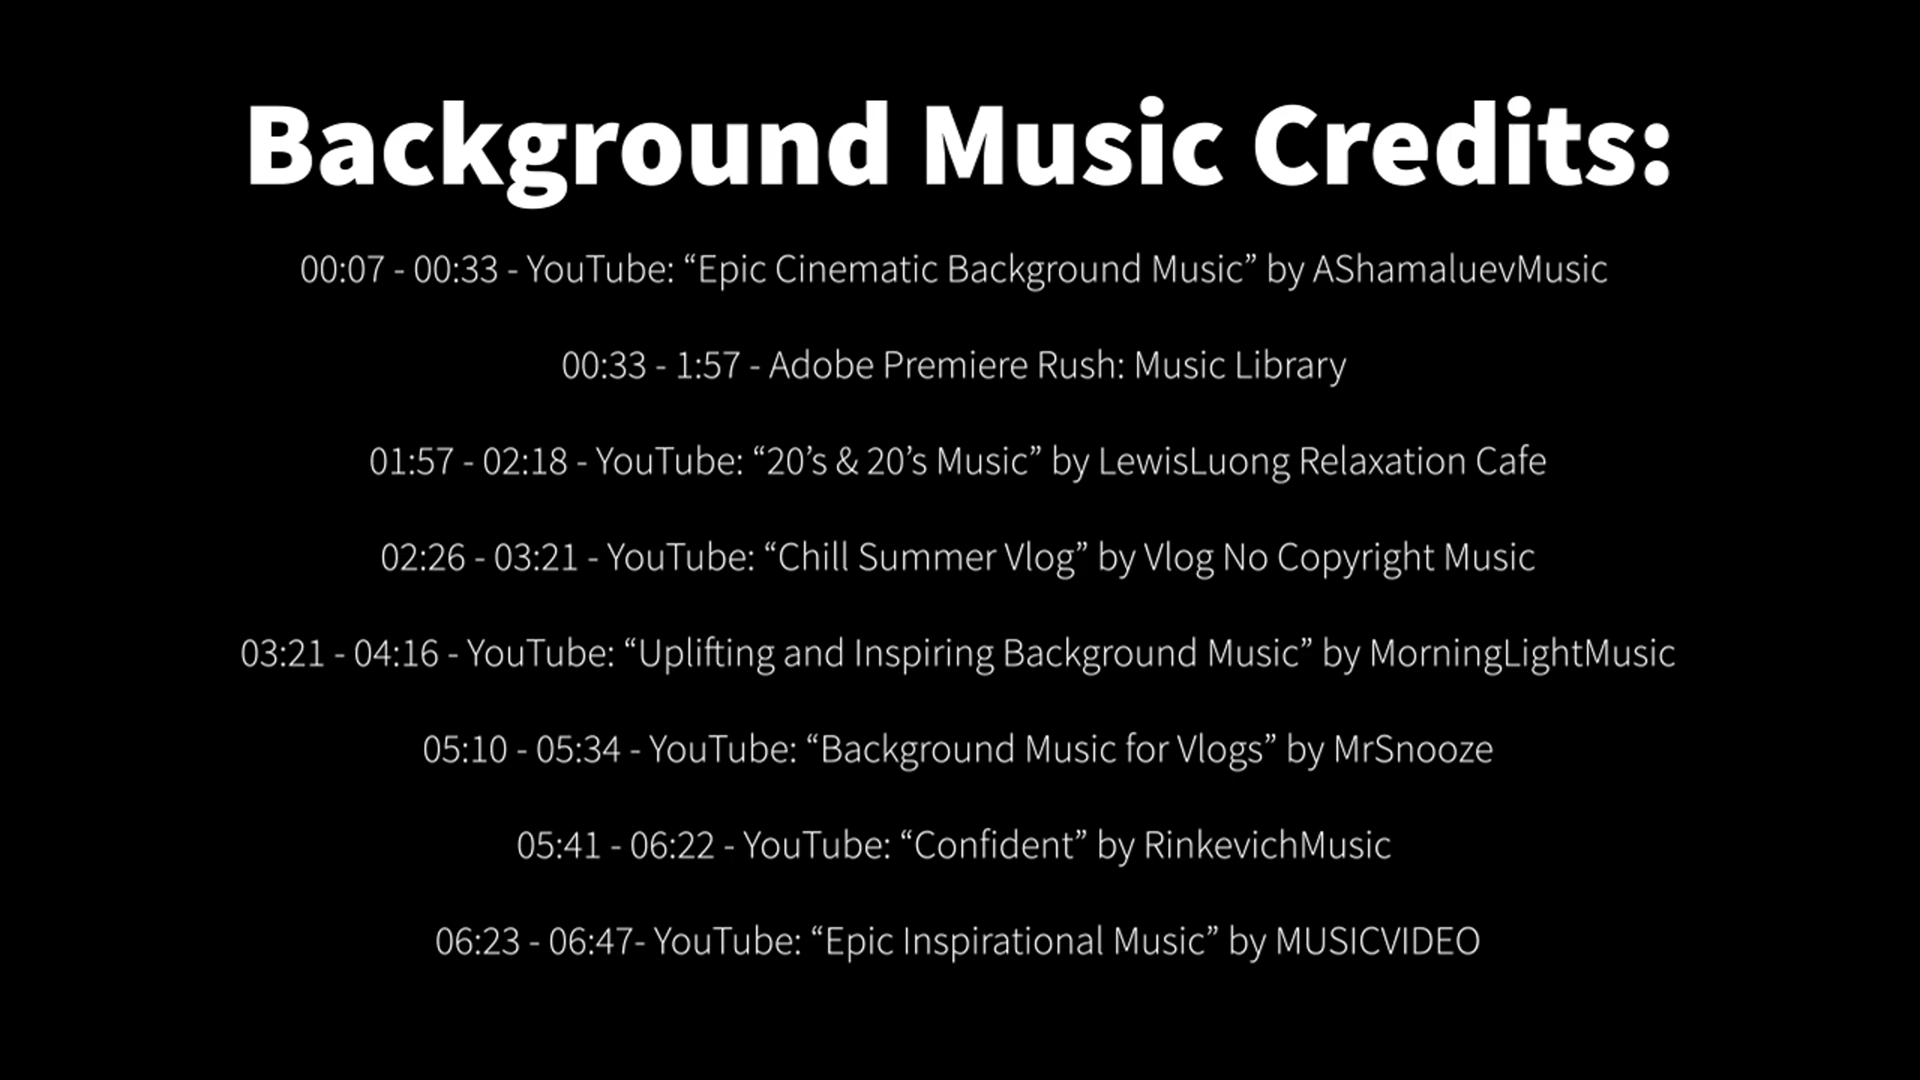 Background Music Credits:
00:07 - 00:33 - YouTube: “Epic Cinematic Background Music” by AShamaluevMusic
00:33 - 1:57 - Adobe Premiere Rush: Music Library
01:57 - 02:18 - YouTube: “20’s & 20’s Music” by LewisLuong Relaxation Cafe
02:26 - 03:21 - YouTube: “Chill Summer Vlog” by Vlog No Copyright Music
03:21 - 04:16 - YouTube: “Uplifting and Inspiring Background Music” by MorningLightMusic
05:10 - 05:34 - YouTube: “Background Music for Vlogs” by MrSnooze
05:41 - 06:22 - YouTube: “Confident” by RinkevichMusic
06:23 - 06:47- YouTube: “Epic Inspirational Music” by MUSICVIDEO